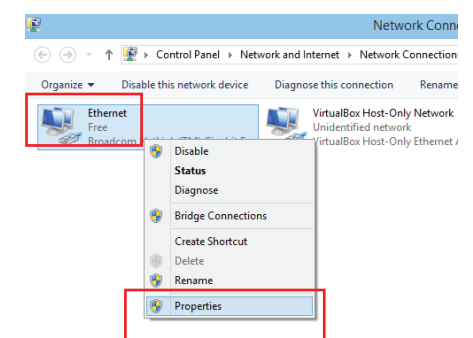 Network Conne
Control Panel ▸ Network and Internet ▸ Network Connection
Organize ▾ Disable this network device Diagnose this connection Rename
Ethernet
Free
Broadcom
VirtualBox Host-Only Network
Unidentified network
VirtualBox Host-Only Ethernet A
Disable
Status
Diagnose
Bridge Connections
Create Shortcut
Delete
Rename
Properties